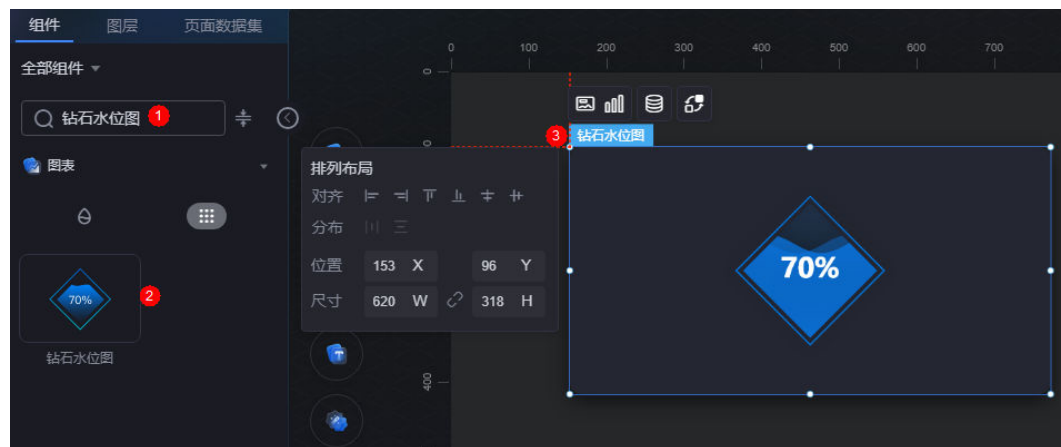 组件 图层 页面数据集
全部组件
钻石水位图 1
图表
70%
2
钻石水位图
0 100 200 300 400 500 600 700
0
0
400
3 钻石水位图
排列布局
对齐
分布
位置 153 X 96 Y
尺寸 620 W 318 H
70%
T